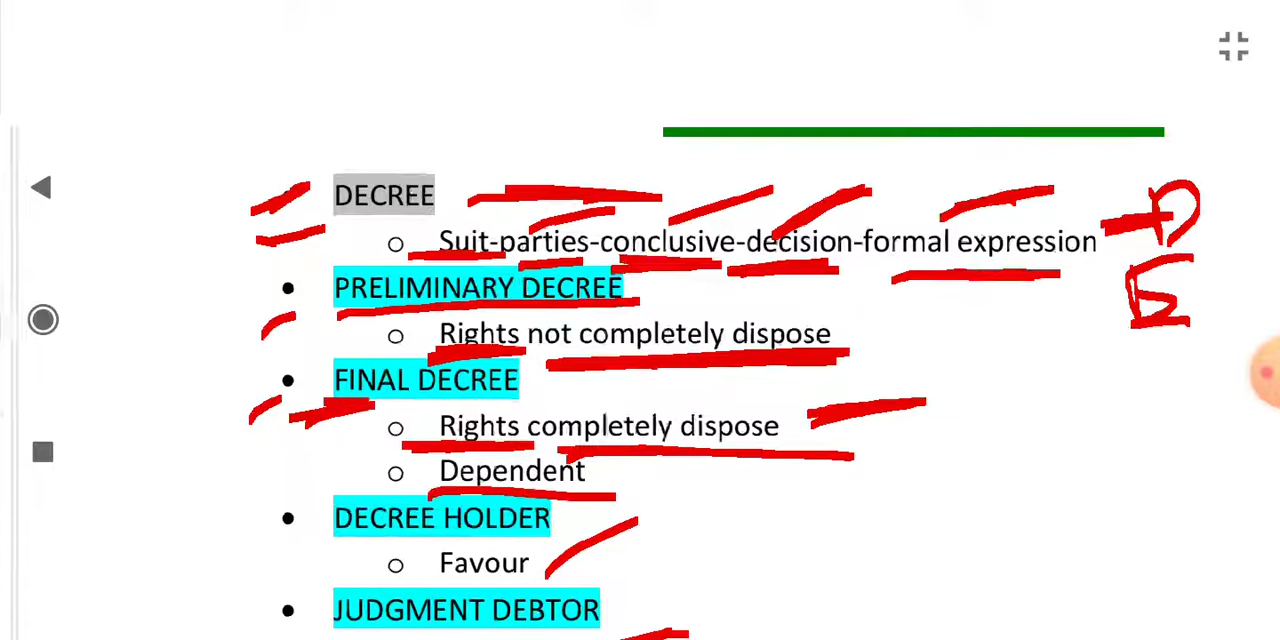 DECREE
Suit-parties-conclusive-decision-formal expression
PRELIMINARY DECREE
Rights not completely dispose
FINAL DECREE
Rights completely dispose
Dependent
DECREE HOLDER
Favour
JUDGMENT DEBTOR